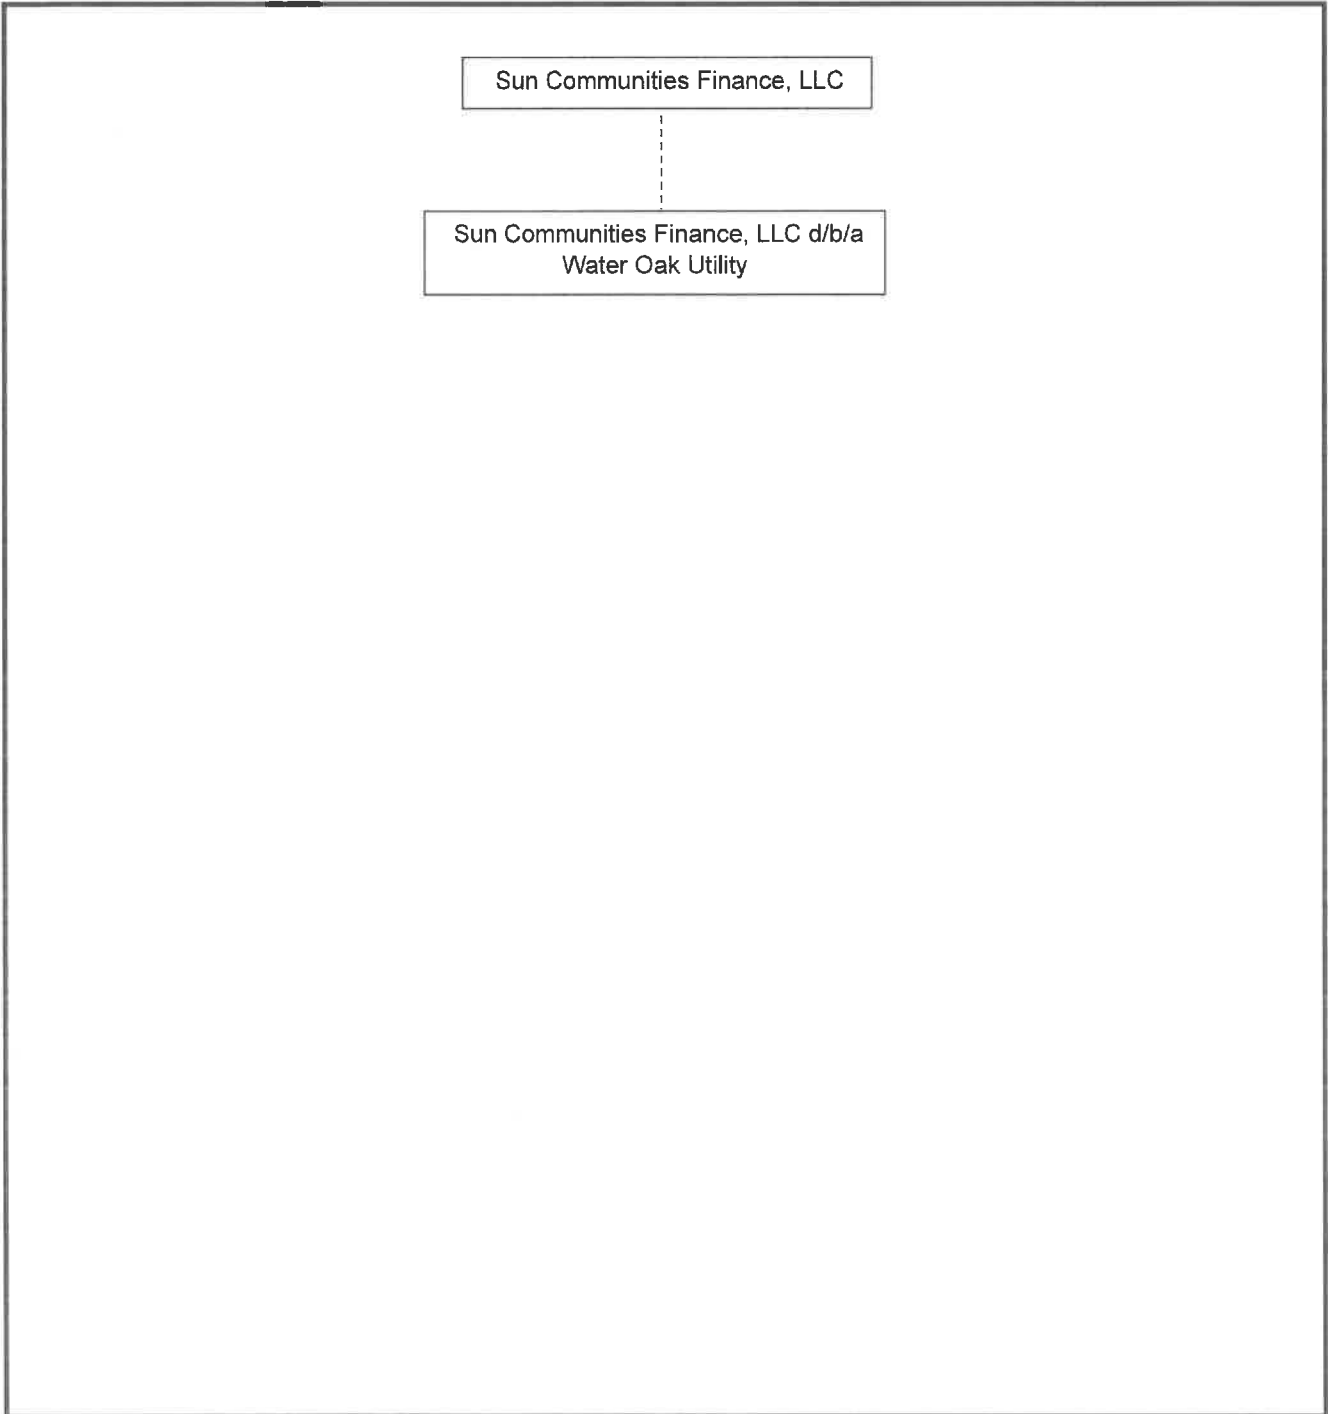 Sun Communities Finance, LLC
Sun Communities Finance, LLC d/b/a
Water Oak Utility